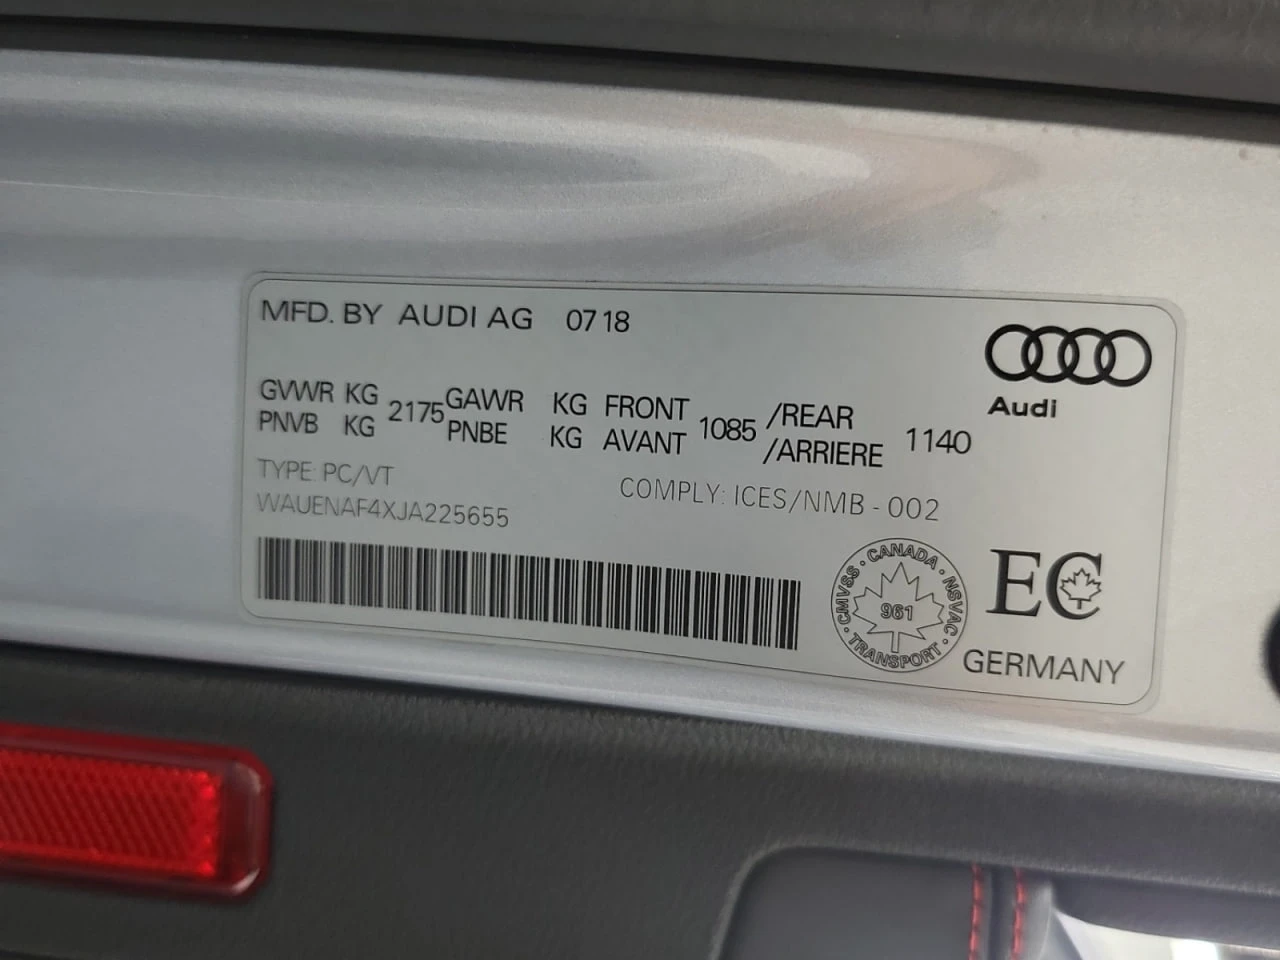 MFD. BY AUDI AG 07 18
Audi
GVWR KG 2175 GAWR KG FRONT 1085 /REAR 1140
PNVB KG PNBE KG AVANT /ARRIERE
TYPE: PC/VT
COMPLY: ICES/NMB - 002
WAUENAF4XJA225655
· CANADA · NSVAC · TRANSPORT · CMVSS
961
EC
GERMANY